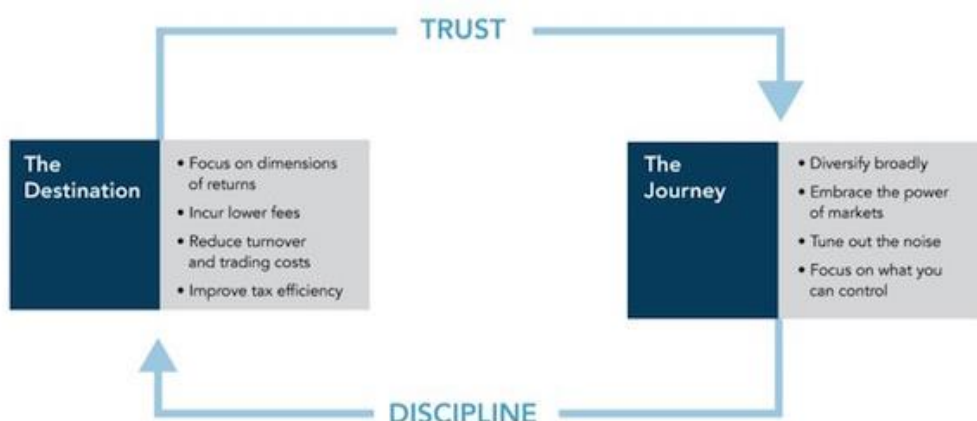 TRUST
The
Destination
• Focus on dimensions
of returns
• Incur lower fees
• Reduce turnover
and trading costs
• Improve tax efficiency
The
Journey
• Diversify broadly
• Embrace the power
of markets
• Tune out the noise
• Focus on what you
can control
DISCIPLINE